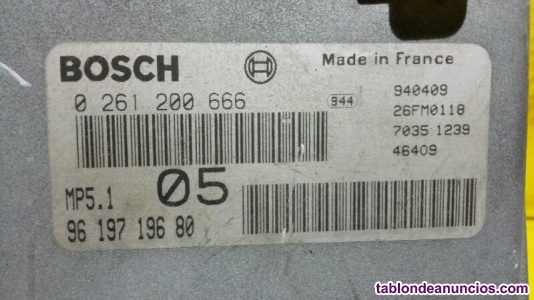 BOSCH
Made in France
0 261 200 666
944
940409
26FM0118
7035 1239
46409
MP5.1
05
96 197 196 80
tablondeanuncios.com